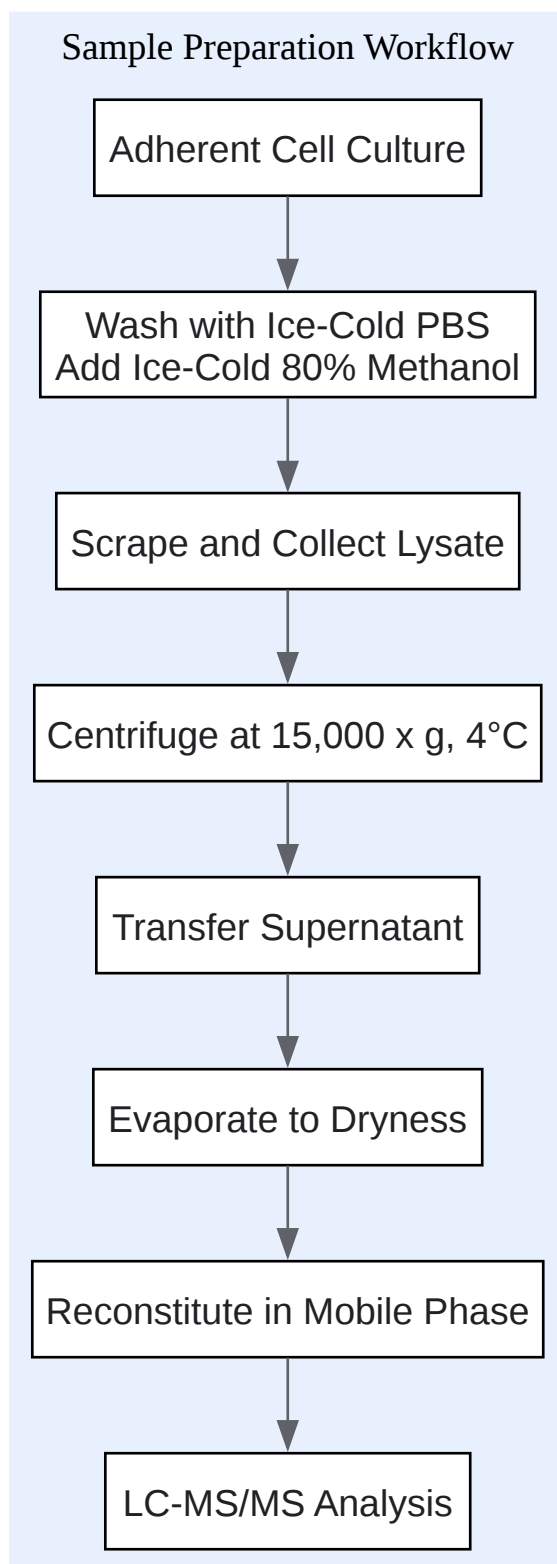 Sample Preparation Workflow
Adherent Cell Culture
Wash with Ice-Cold PBS
Add Ice-Cold 80% Methanol
Scrape and Collect Lysate
Centrifuge at 15,000 x g, 4°C
Transfer Supernatant
Evaporate to Dryness
Reconstitute in Mobile Phase
LC-MS/MS Analysis